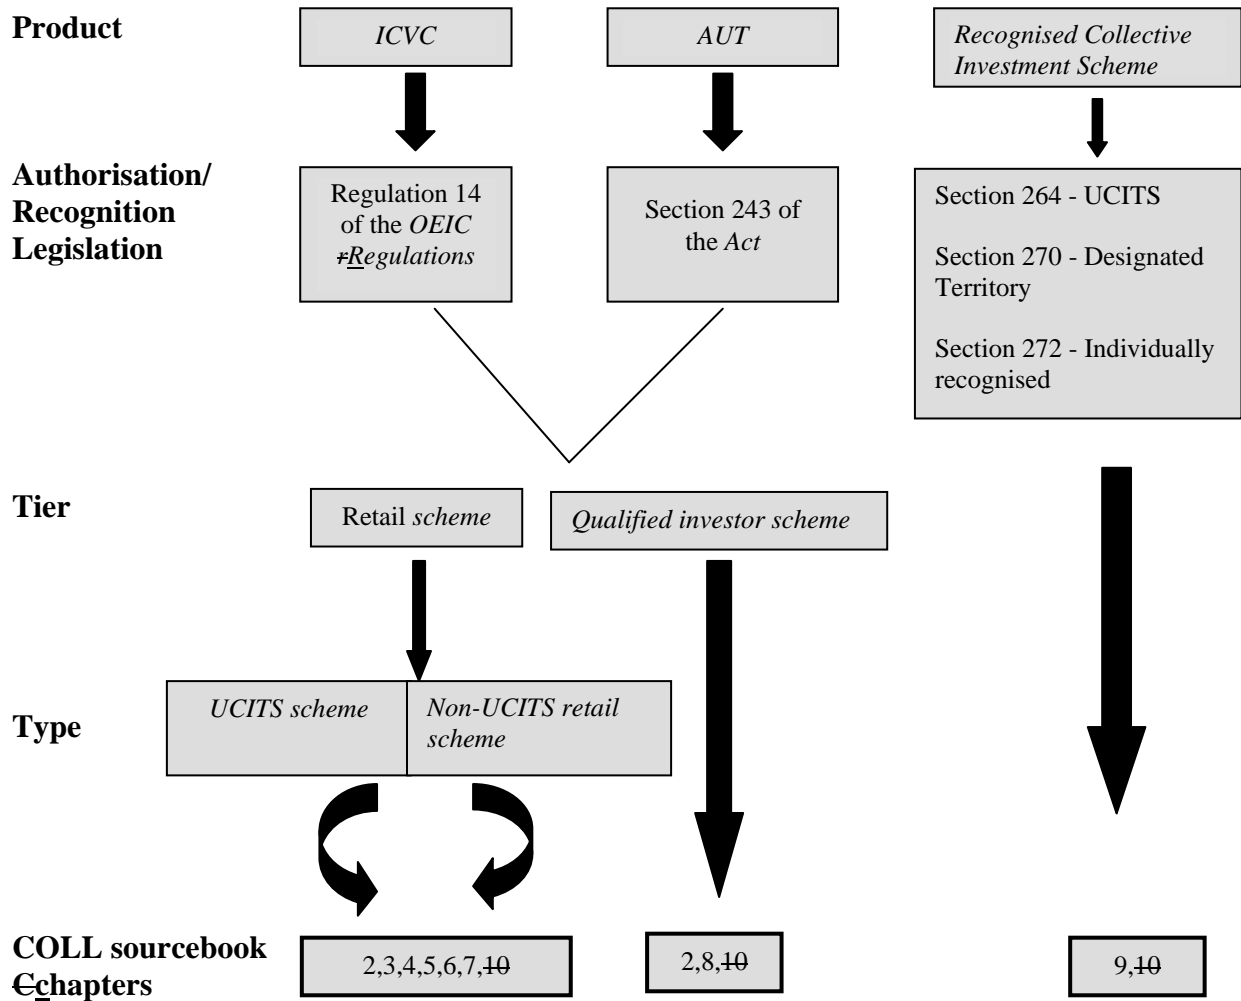 Product
ICVC
AUT
Recognised Collective
Investment Scheme
Authorisation/
Recognition
Legislation
Regulation 14
of the OEIC
rRegulations
Section 243 of
the Act
Section 264 - UCITS
Section 270 - Designated
Territory
Section 272 - Individually
recognised
Tier
Retail scheme
Qualified investor scheme
Type
UCITS scheme
Non-UCITS retail
scheme
COLL sourcebook
Cchapters
2,3,4,5,6,7,10
2,8,10
9,10